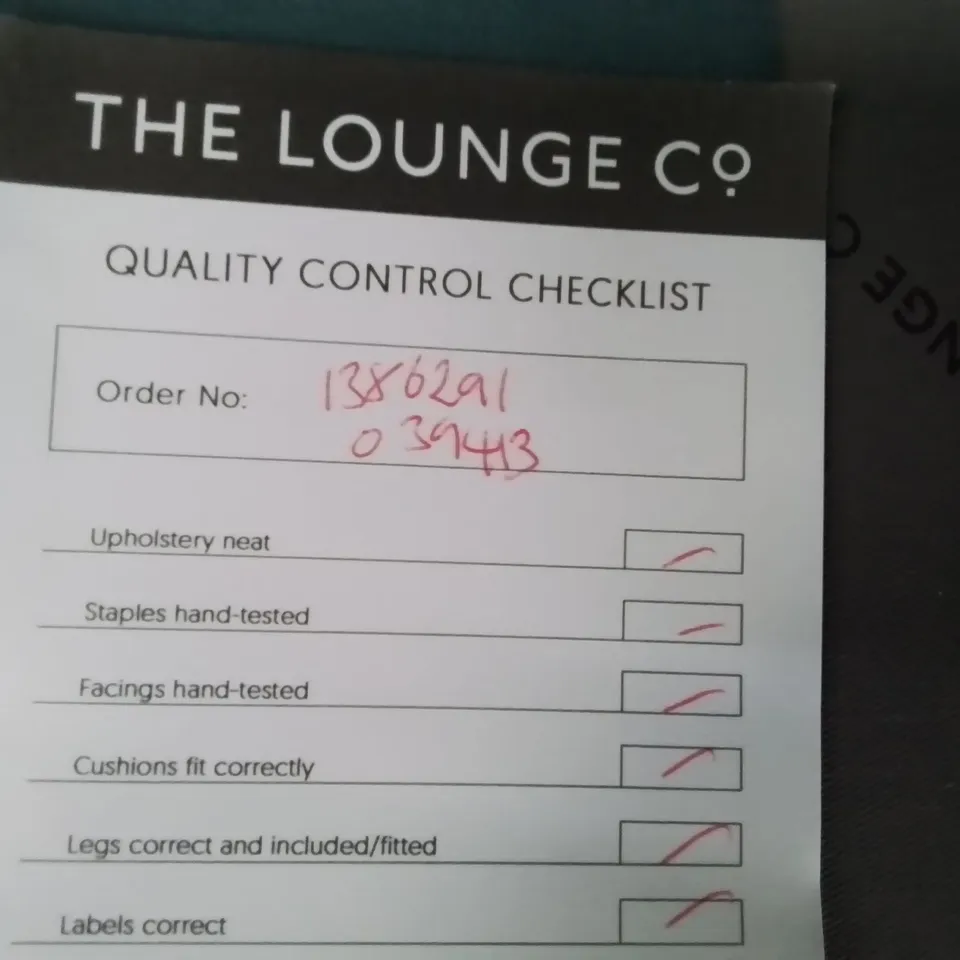 THE LOUNGE Cº
QUALITY CONTROL CHECKLIST
Order No: 1386291
039413
Upholstery neat
Staples hand-tested
Facings hand-tested
Cushions fit correctly
Legs correct and included/fitted
Labels correct
NGE C